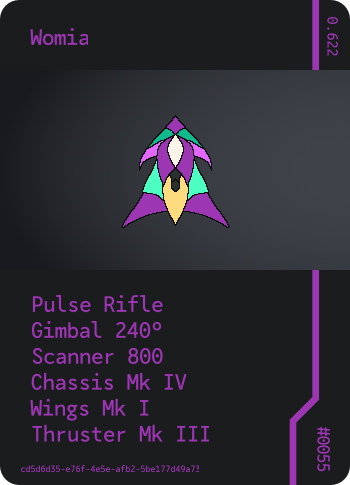 Womia
0.622
Pulse Rifle
Gimbal 240°
Scanner 800
Chassis Mk IV
Wings Mk I
Thruster Mk III
#0055
cd5d6d35-e76f-4e5e-afb2-5be177d49a73